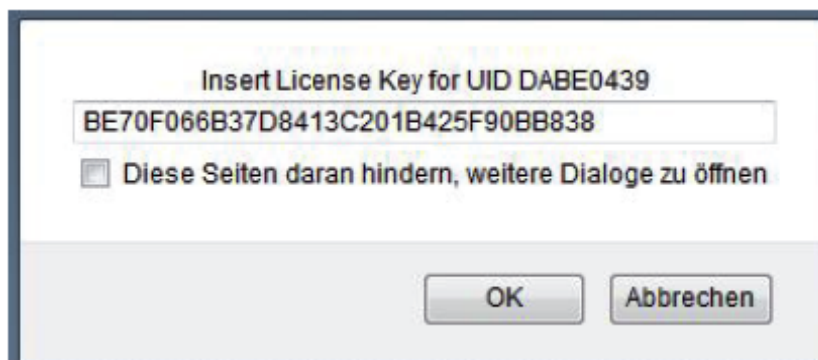 Insert License Key for UID DABE0439
BE70F066B37D8413C201B425F90BB838
Diese Seiten daran hindern, weitere Dialoge zu öffnen
OK
Abbrechen